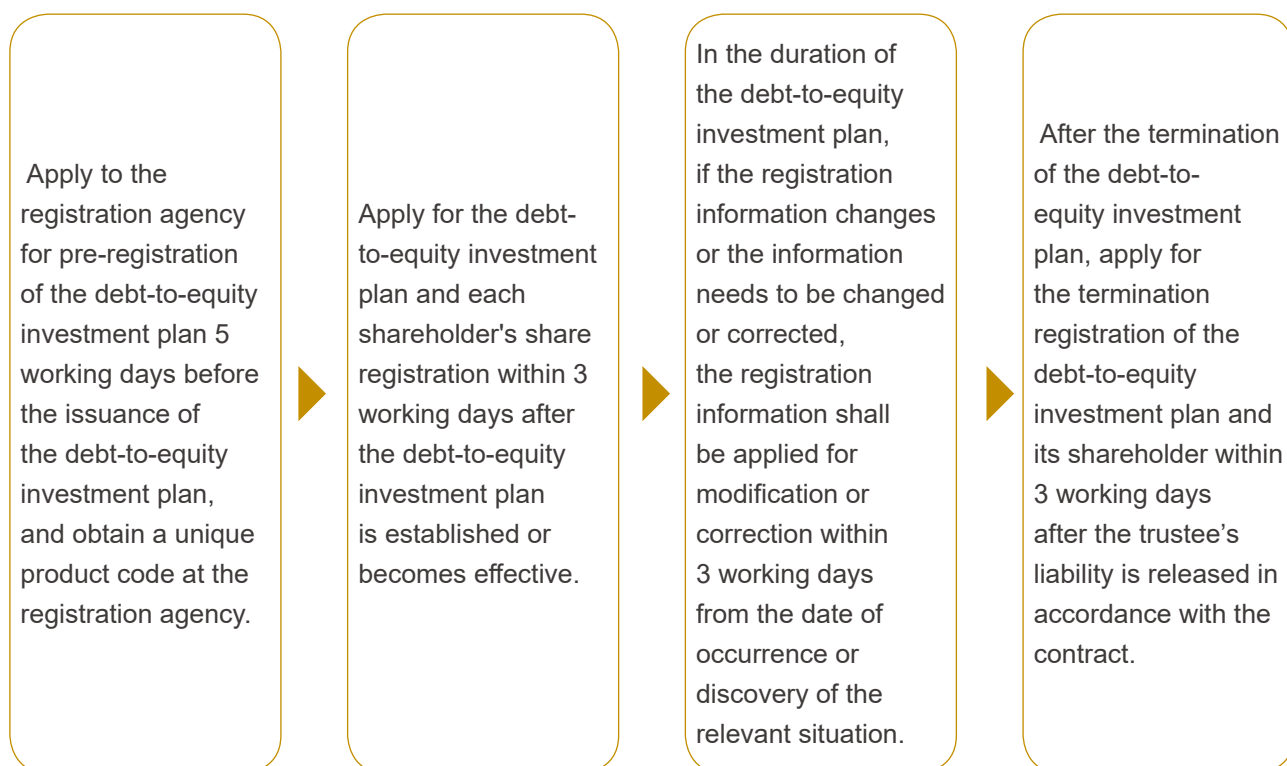 Apply to the
registration agency
for pre-registration
of the debt-to-equity
investment plan 5
working days before
the issuance of
the debt-to-equity
investment plan,
and obtain a unique
product code at the
registration agency.
Apply for the debt-
to-equity investment
plan and each
shareholder's share
registration within 3
working days after
the debt-to-equity
investment plan
is established or
becomes effective.
In the duration of
the debt-to-equity
investment plan,
if the registration
information changes
or the information
needs to be changed
or corrected,
the registration
information shall
be applied for
modification or
correction within
3 working days
from the date of
occurrence or
discovery of the
relevant situation.
After the termination
of the debt-to-
equity investment
plan, apply for
the termination
registration of the
debt-to-equity
investment plan and
its shareholder within
3 working days
after the trustee’s
liability is released in
accordance with the
contract.